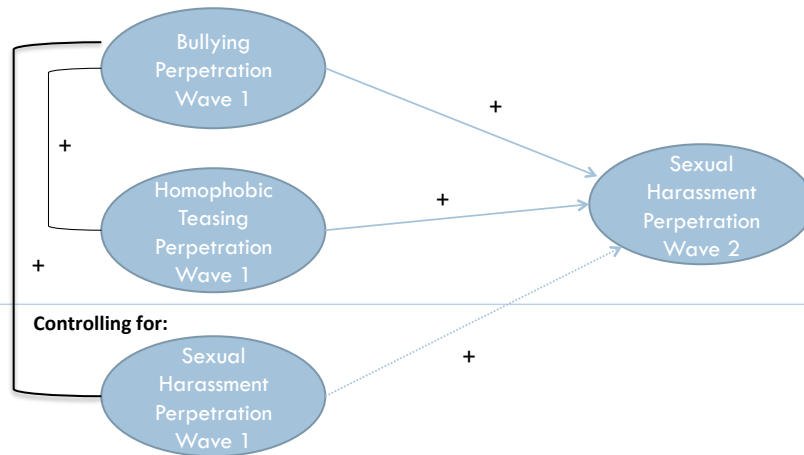 Bullying
Perpetration
Wave 1
+
+
Homophobic
Teasing
Perpetration
Wave 1
+
Sexual
Harassment
Perpetration
Wave 2
+
Controlling for:
Sexual
Harassment
Perpetration
Wave 1
+